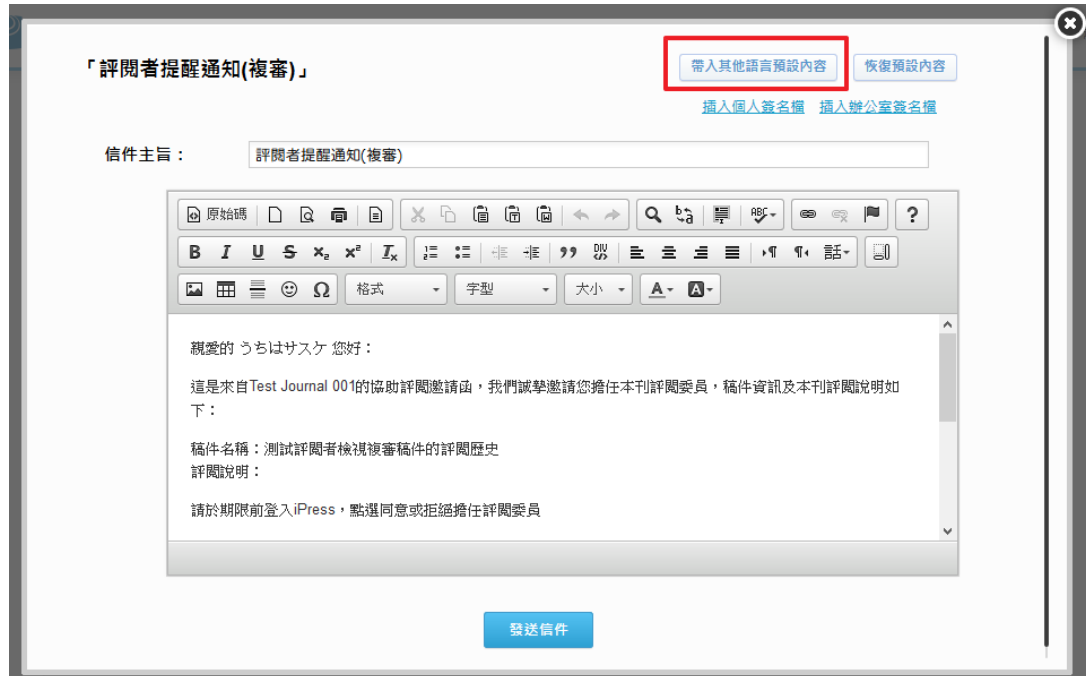 「評閱者提醒通知(複審)」
帶入其他語言預設內容 恢復預設內容
插入個人簽名檔 插入辦公室簽名檔
信件主旨： 評閱者提醒通知(複審)
原始碼 ABC ?
B I U S x₂ x² Iₓ 1 2 ” DIV ¶ ¶ 話
Ω 格式 字型 大小 A A
親愛的 うちはサスケ 您好：
這是來自Test Journal 001的協助評閱邀請函，我們誠摯邀請您擔任本刊評閱委員，稿件資訊及本刊評閱說明如
下：
稿件名稱：測試評閱者檢視複審稿件的評閱歷史
評閱說明：
請於期限前登入iPress，點選同意或拒絕擔任評閱委員
發送信件